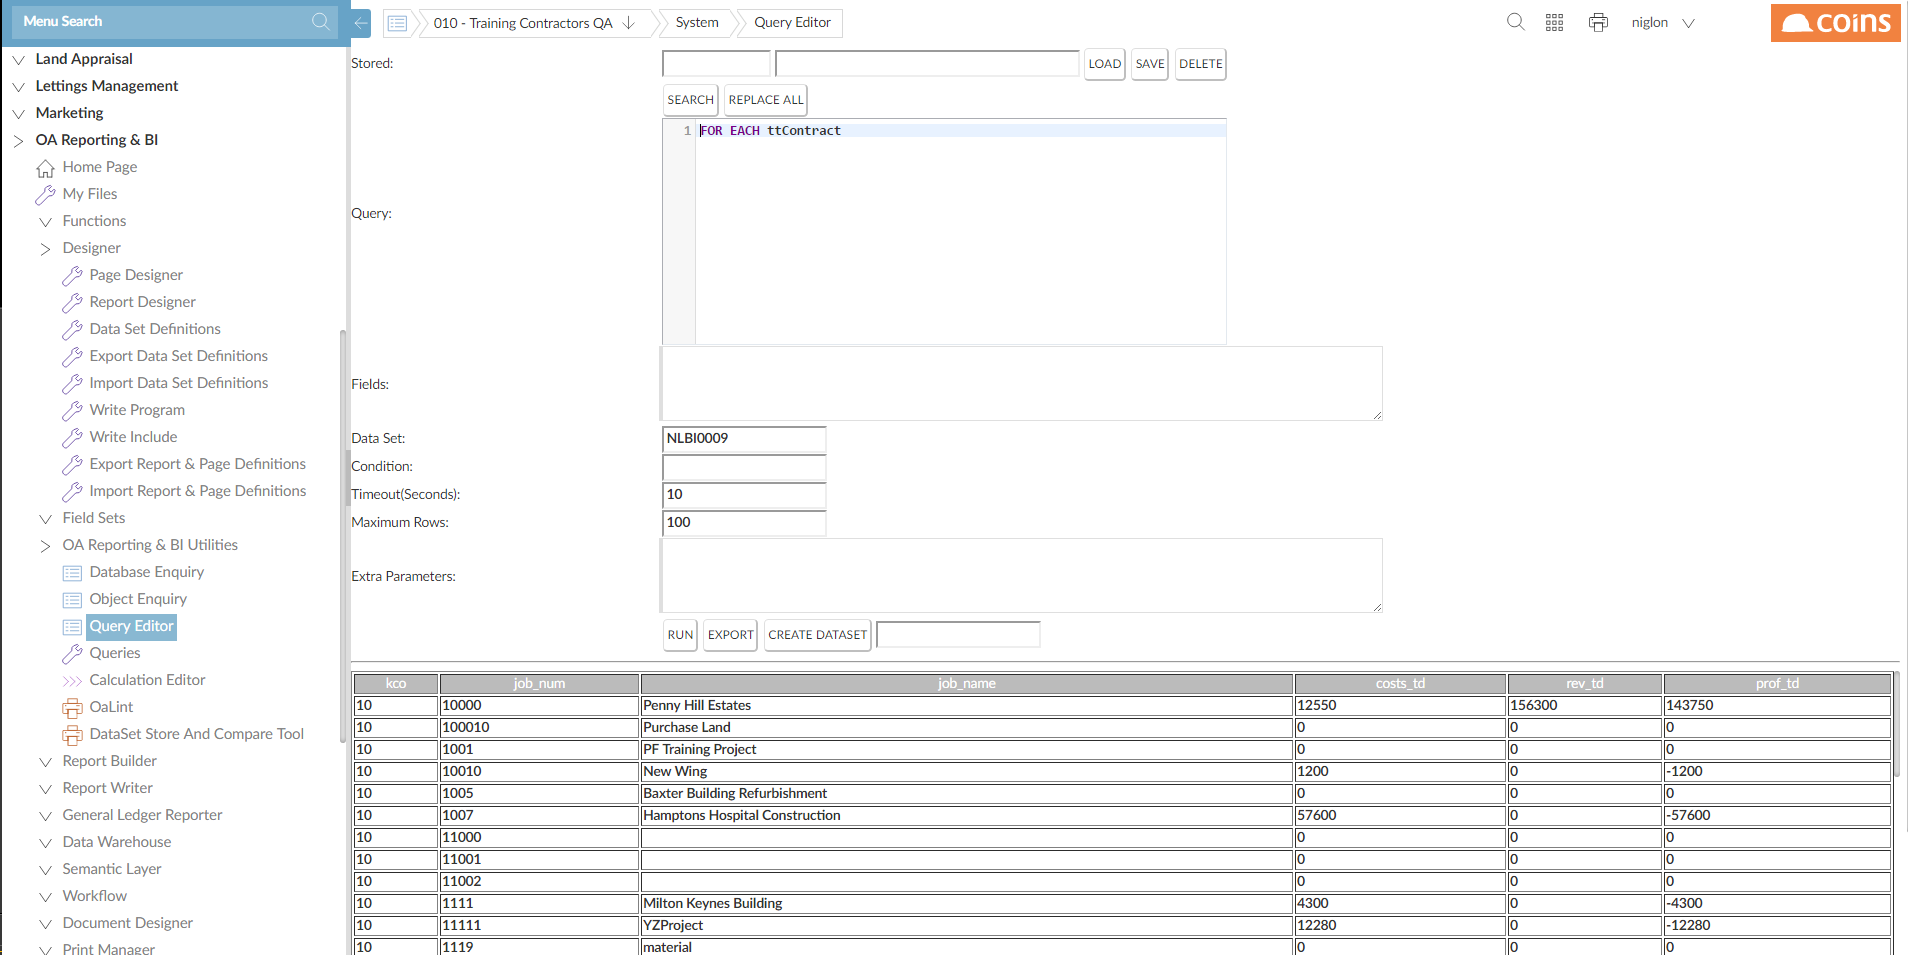 Menu Search
Land Appraisal
Lettings Management
Marketing
OA Reporting & BI
Home Page
My Files
Functions
Designer
Page Designer
Report Designer
Data Set Definitions
Export Data Set Definitions
Import Data Set Definitions
Write Program
Write Include
Export Report & Page Definitions
Import Report & Page Definitions
Field Sets
OA Reporting & BI Utilities
Database Enquiry
Object Enquiry
Query Editor
Queries
Calculation Editor
OaLint
DataSet Store And Compare Tool
Report Builder
Report Writer
General Ledger Reporter
Data Warehouse
Semantic Layer
Workflow
Document Designer
Print Manager
010 - Training Contractors QA System Query Editor niglon coins
Stored: LOAD SAVE DELETE
SEARCH REPLACE ALL
1 FOR EACH ttContract
Query:
Fields:
Data Set: NLBI0009
Condition:
Timeout(Seconds): 10
Maximum Rows: 100
Extra Parameters:
RUN EXPORT CREATE DATASET
kco job_num job_name costs_td rev_td prof_td
10 10000 Penny Hill Estates 12550 156300 143750
10 100010 Purchase Land 0 0 0
10 1001 PF Training Project 0 0 0
10 10010 New Wing 1200 0 -1200
10 1005 Baxter Building Refurbishment 0 0 0
10 1007 Hamptons Hospital Construction 57600 0 -57600
10 11000 0 0 0
10 11001 0 0 0
10 11002 0 0 0
10 1111 Milton Keynes Building 4300 0 -4300
10 11111 YZProject 12280 0 -12280
10 1119 material 0 0 0